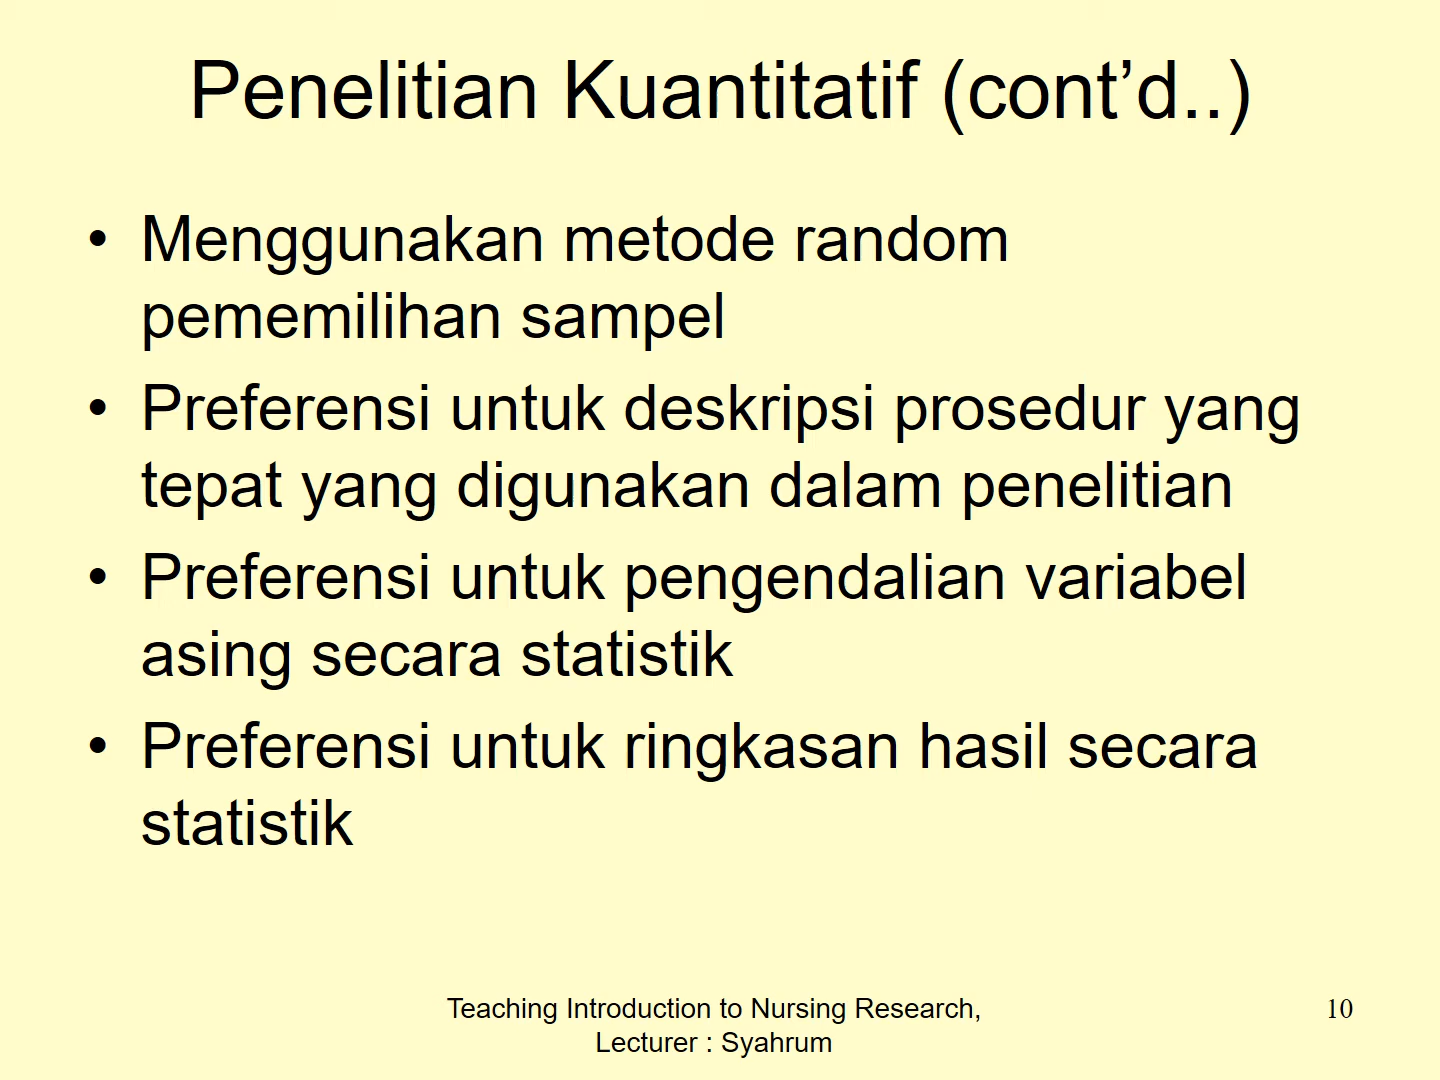 Penelitian Kuantitatif (cont’d..)
• Menggunakan metode random
pememilihan sampel
• Preferensi untuk deskripsi prosedur yang
tepat yang digunakan dalam penelitian
• Preferensi untuk pengendalian variabel
asing secara statistik
• Preferensi untuk ringkasan hasil secara
statistik
Teaching Introduction to Nursing Research,
Lecturer : Syahrum
10